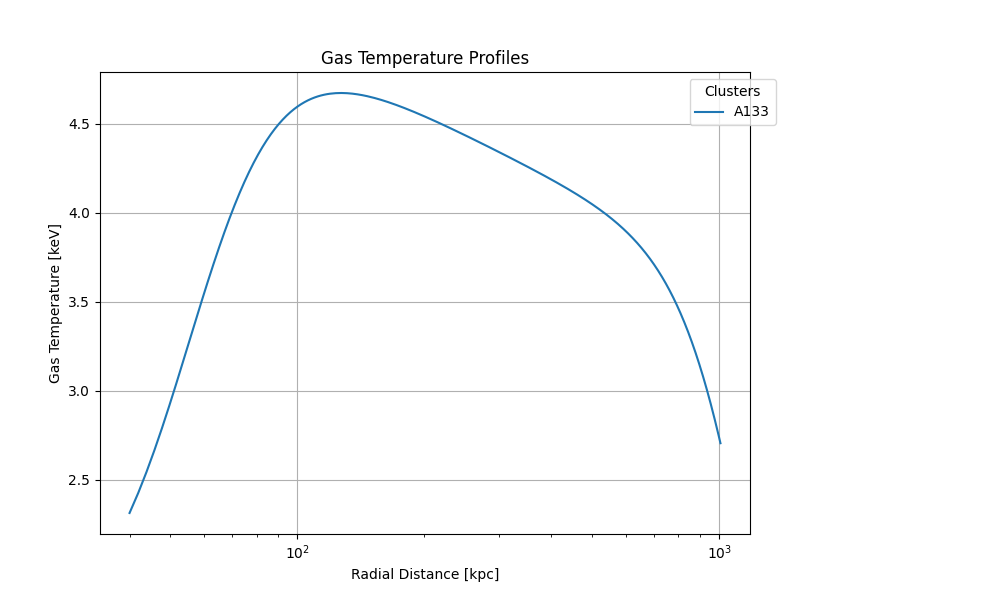 Gas Temperature Profiles
Clusters
A133
4.5
4.0
3.5
3.0
2.5
Gas Temperature [keV]
10²
10³
Radial Distance [kpc]